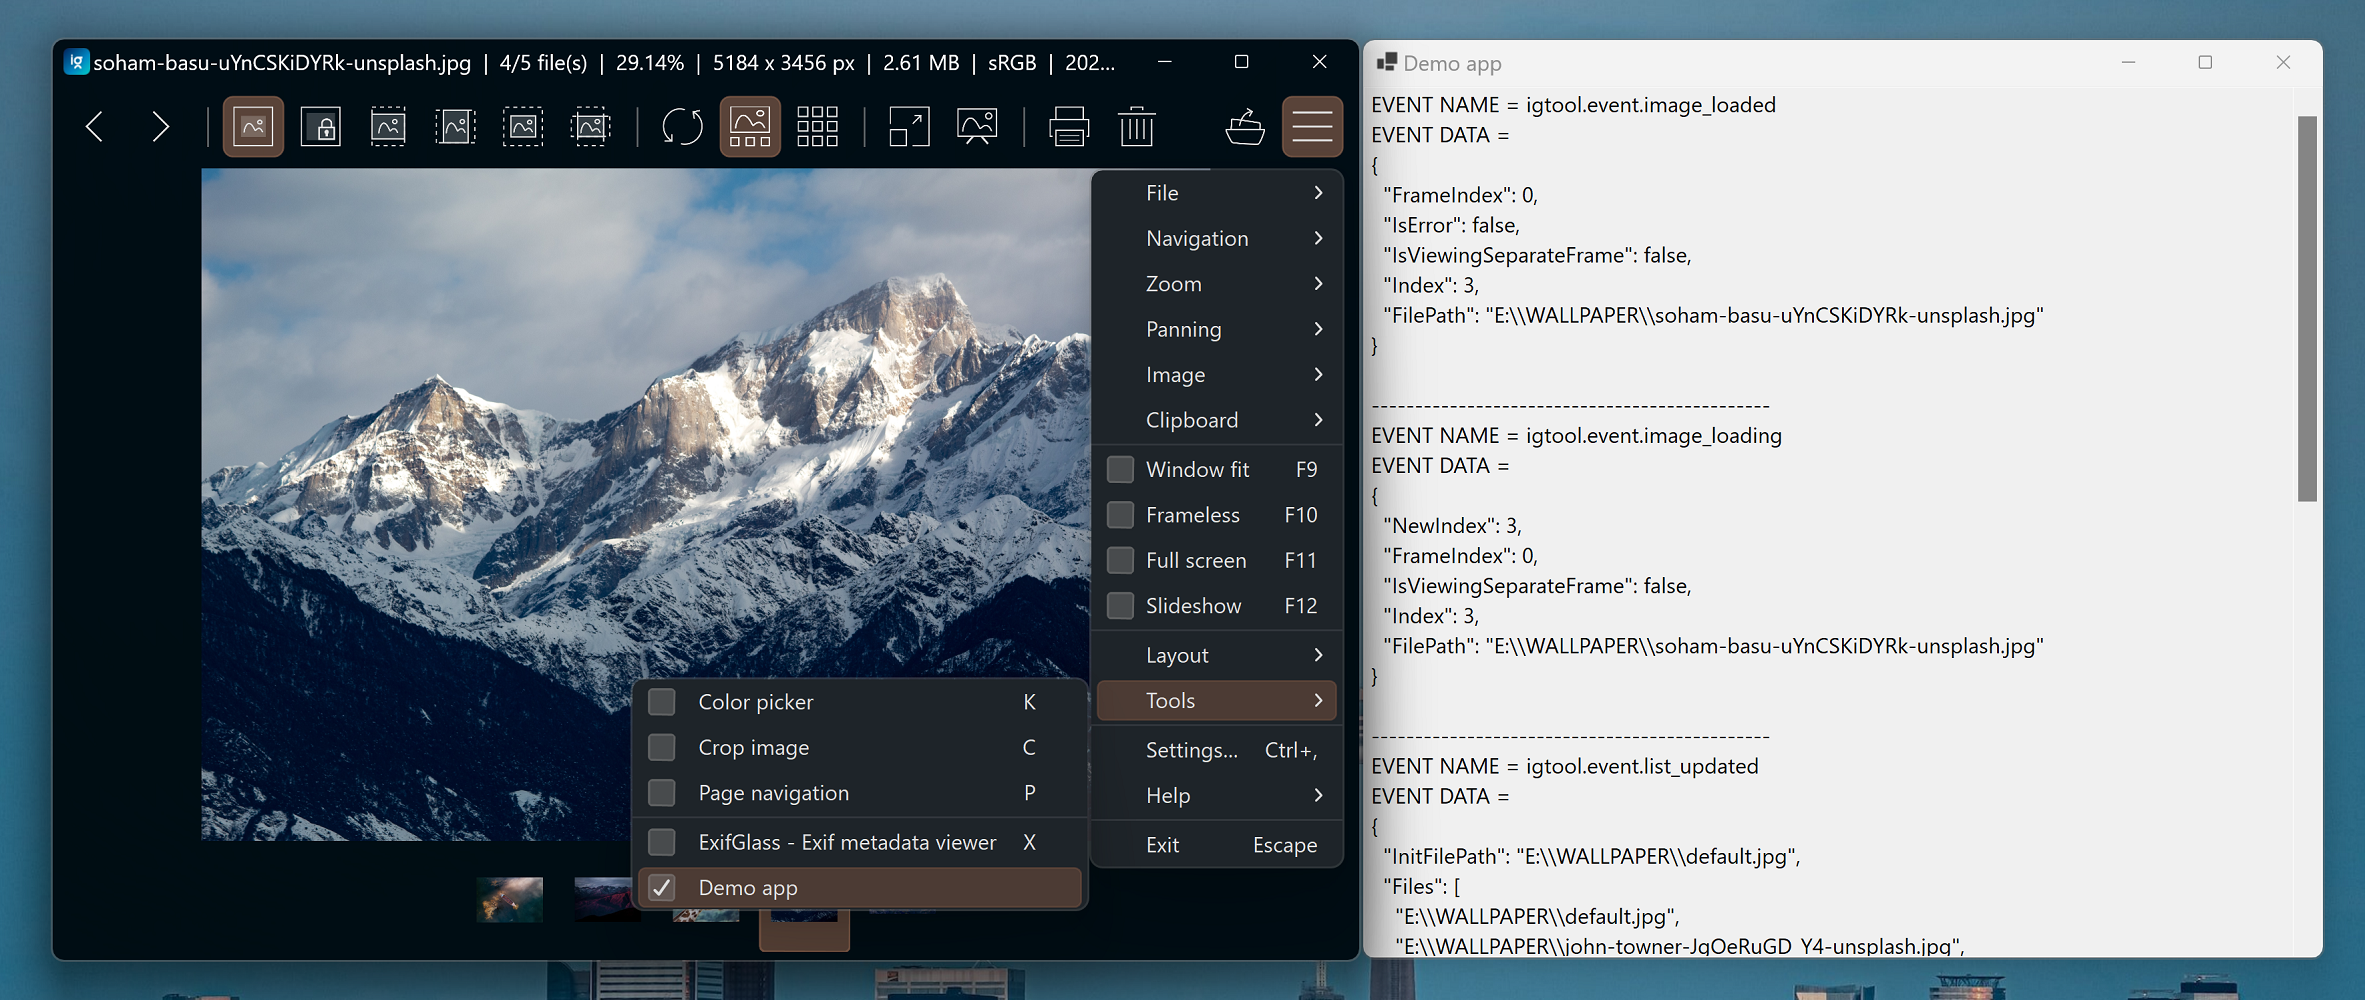 ig soham-basu-uYnCSKiDYRk-unsplash.jpg | 4/5 file(s) | 29.14% | 5184 x 3456 px | 2.61 MB | sRGB | 202...
File
Navigation
Zoom
Panning
Image
Clipboard
Window fit F9
Frameless F10
Full screen F11
Slideshow F12
Layout
Tools
Settings... Ctrl+,
Help
Exit Escape
Color picker K
Crop image C
Page navigation P
ExifGlass - Exif metadata viewer X
Demo app
Demo app
EVENT NAME = igtool.event.image_loaded
EVENT DATA =
{
"FrameIndex": 0,
"IsError": false,
"IsViewingSeparateFrame": false,
"Index": 3,
"FilePath": "E:\\WALLPAPER\\soham-basu-uYnCSKiDYRk-unsplash.jpg"
}
----------------------------------------------
EVENT NAME = igtool.event.image_loading
EVENT DATA =
{
"NewIndex": 3,
"FrameIndex": 0,
"IsViewingSeparateFrame": false,
"Index": 3,
"FilePath": "E:\\WALLPAPER\\soham-basu-uYnCSKiDYRk-unsplash.jpg"
}
----------------------------------------------
EVENT NAME = igtool.event.list_updated
EVENT DATA =
{
"InitFilePath": "E:\\WALLPAPER\\default.jpg",
"Files": [
"E:\\WALLPAPER\\default.jpg",
"E:\\WALLPAPER\\john-towner-JgOeRuGD_Y4-unsplash.jpg",